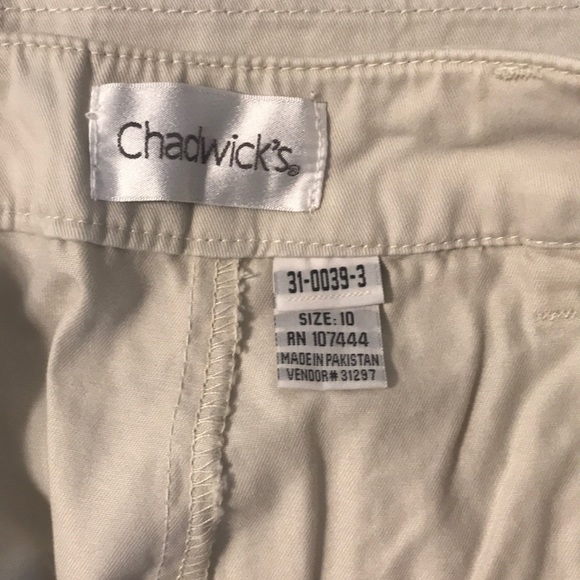 Chadwick's®
31-0039-3
SIZE: 10
RN 107444
MADE IN PAKISTAN
VENDOR# 31297